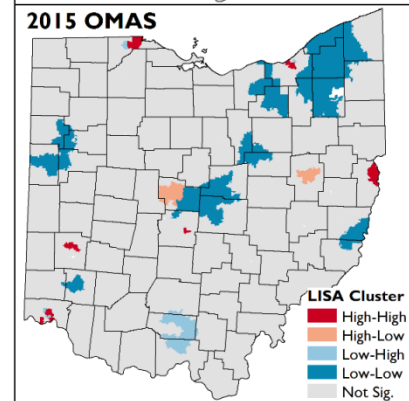 2015 OMAS
LISA Cluster
High-High
High-Low
Low-High
Low-Low
Not Sig.